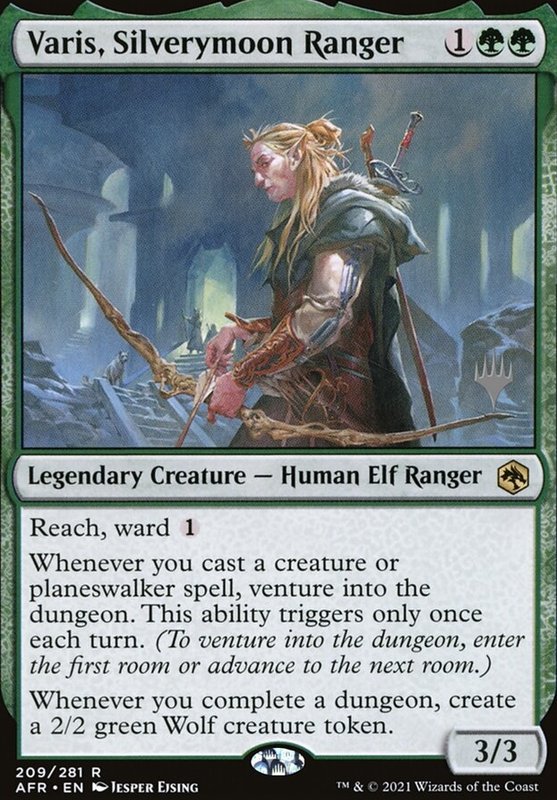 Varis, Silverymoon Ranger 1
Legendary Creature — Human Elf Ranger
Reach, ward 1
Whenever you cast a creature or
planeswalker spell, venture into the
dungeon. This ability triggers only once
each turn. (To venture into the dungeon, enter
the first room or advance to the next room.)
Whenever you complete a dungeon, create
a 2/2 green Wolf creature token.
3/3
209/281 R
AFR • EN Jesper Ejsing
™ & © 2021 Wizards of the Coast